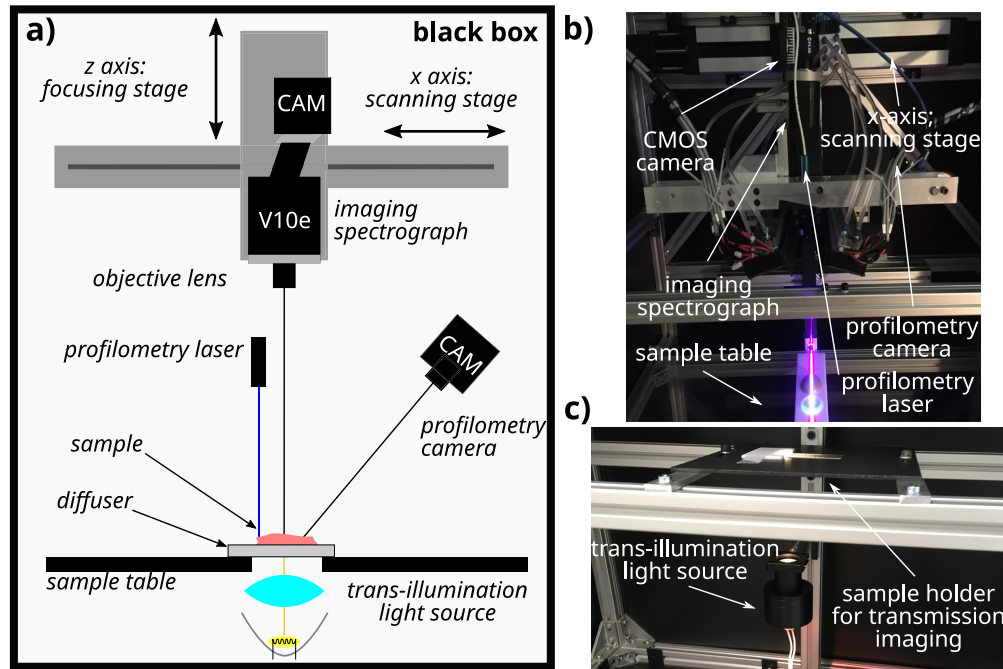 a)
black box
z axis:
focusing stage
x axis:
scanning stage
CAM
V10e
imaging
spectrograph
objective lens
profilometry laser
CAM
profilometry
camera
sample
diffuser
sample table
trans-illumination
light source
b)
CMOS
camera
x-axis;
scanning stage
imaging
spectrograph
profilometry
camera
sample table
profilometry
laser
c)
trans-illumination
light source
sample holder
for transmission
imaging